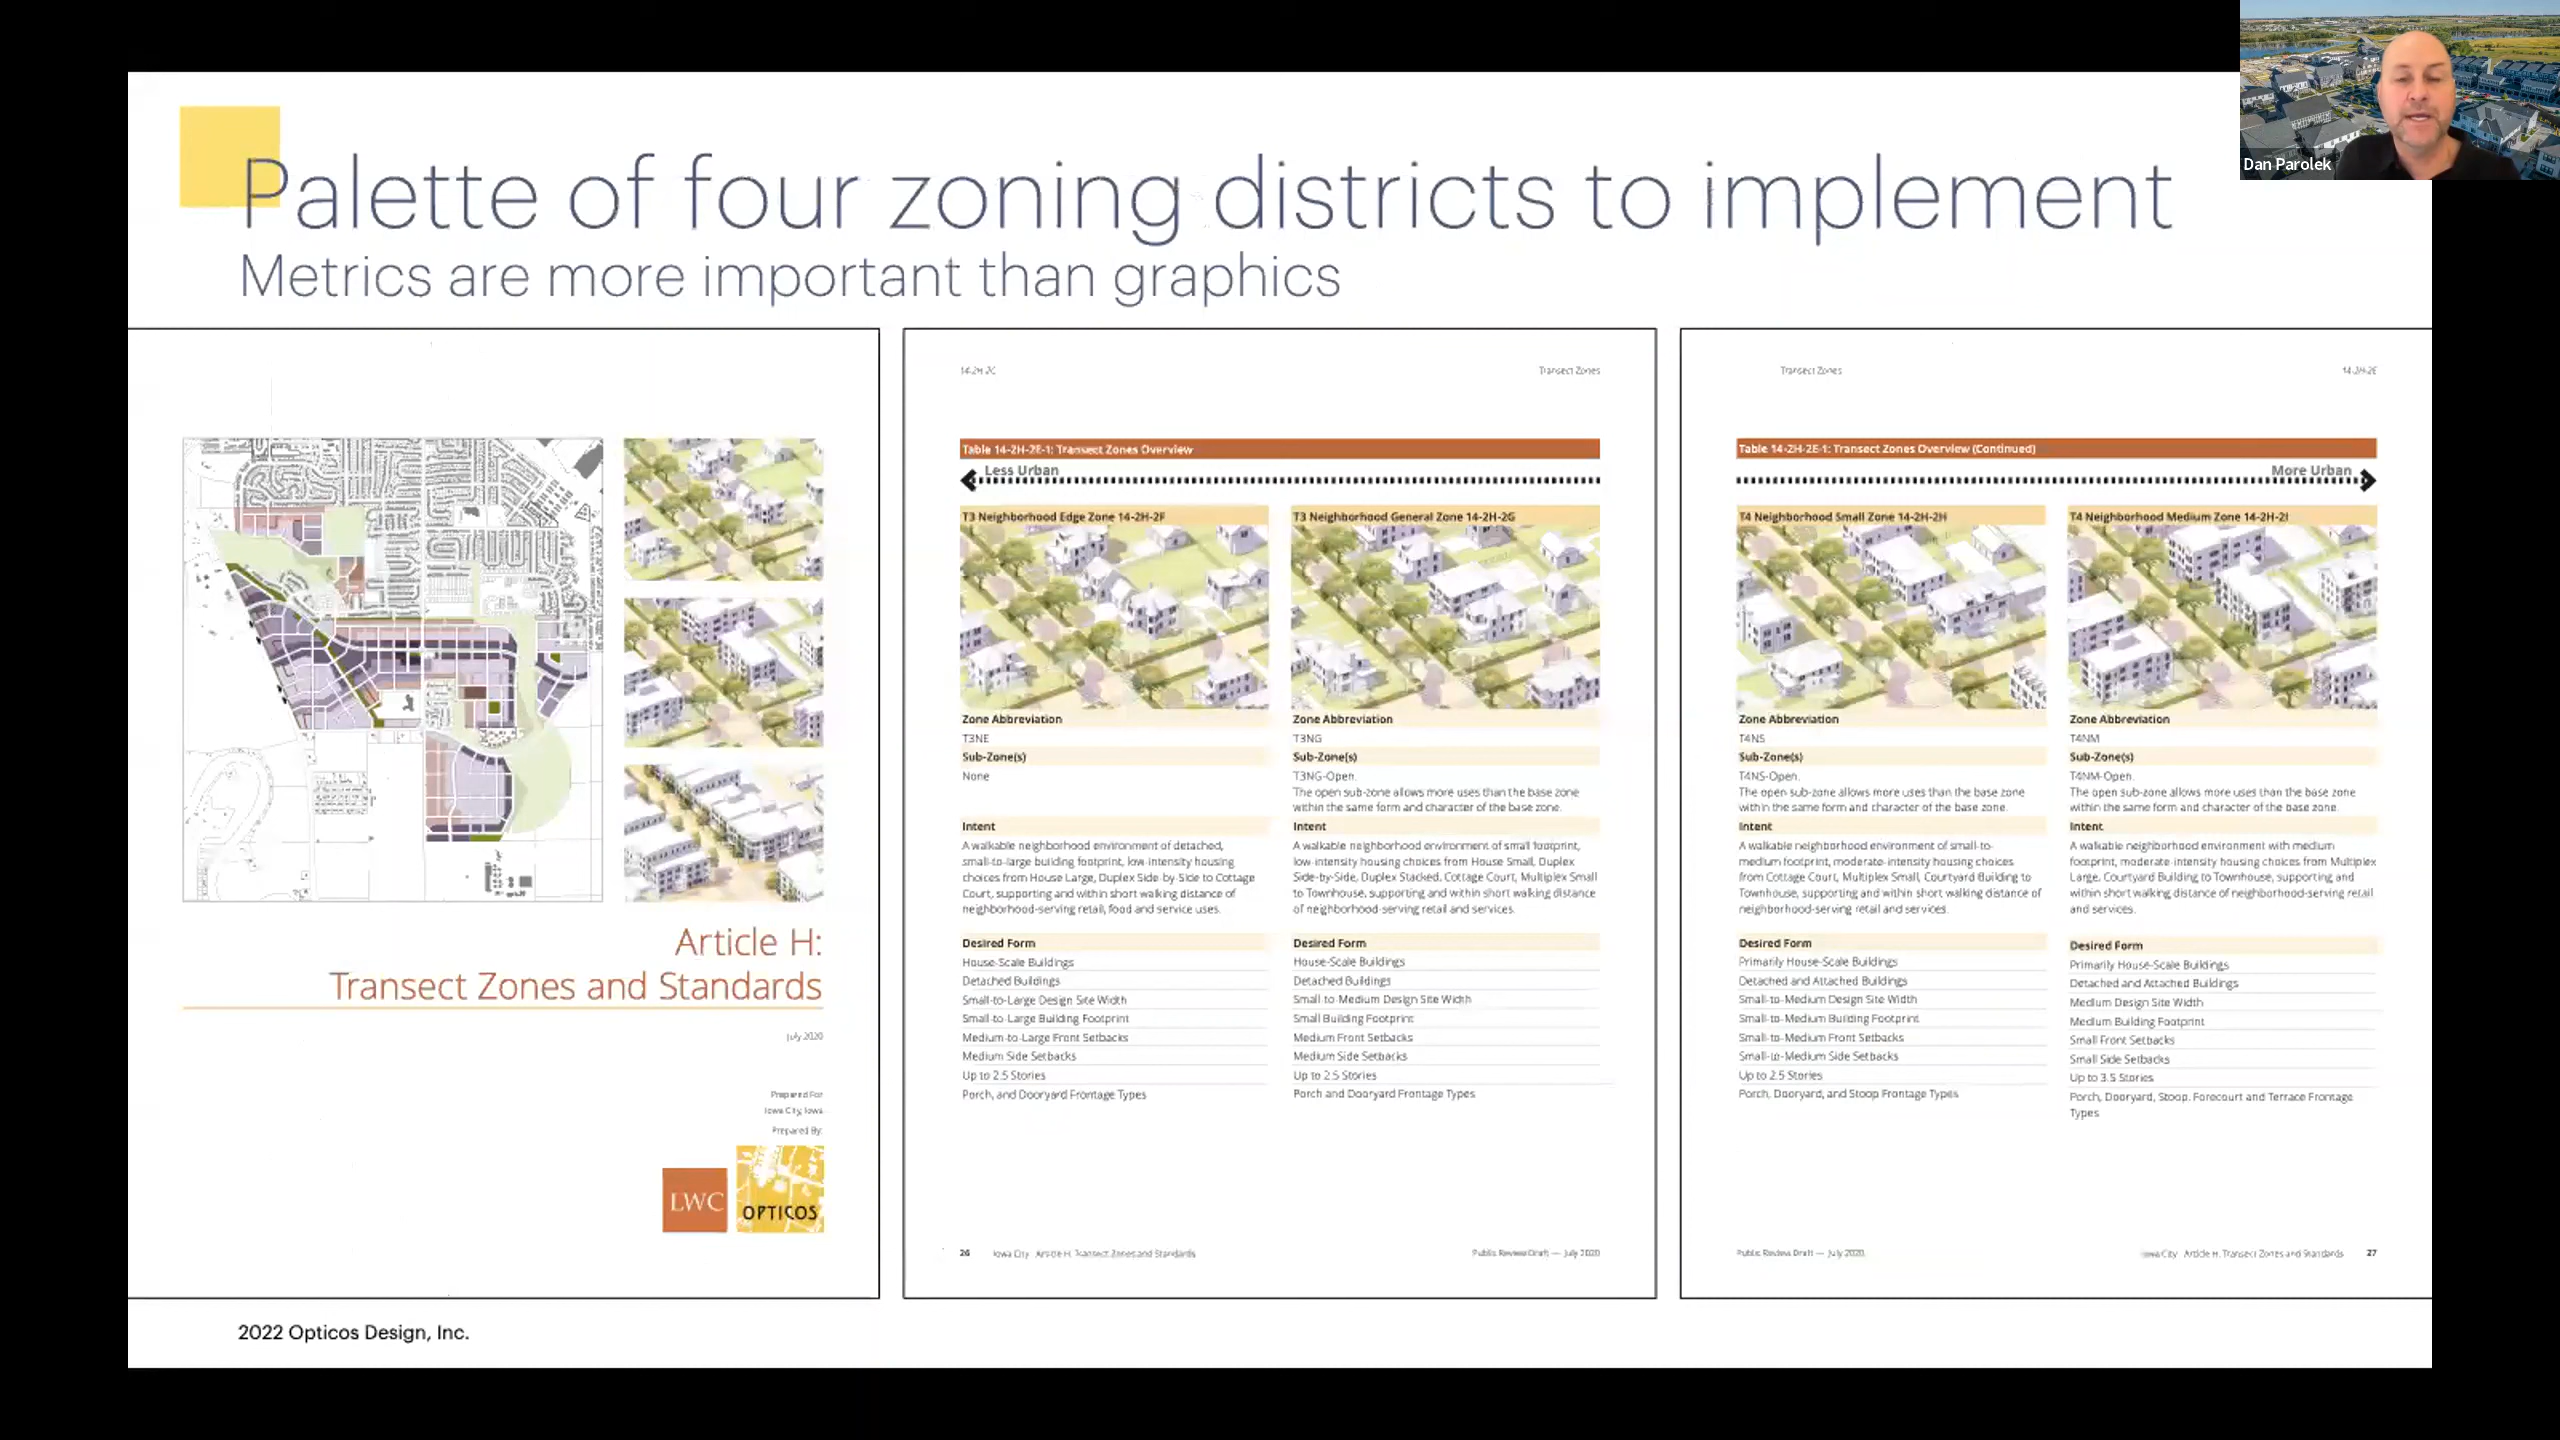 Dan Parolek
Palette of four zoning districts to implement
Metrics are more important than graphics
Article H:
Transect Zones and Standards
July 2020
Prepared For
Iowa City, Iowa
Prepared By:
LWC
OPTICOS
14-2H-2C
Transect Zones
Table 14-2H-2E-1: Transect Zones Overview
Less Urban
T3 Neighborhood Edge Zone 14-2H-2F
Zone Abbreviation
T3NE
Sub-Zone(s)
None
Intent
A walkable neighborhood environment of detached,
small-to-large building footprint, low-intensity housing
choices from House Large, Duplex Side-by-Side to Cottage
Court, supporting and within short walking distance of
neighborhood-serving retail, food and service uses.
Desired Form
House-Scale Buildings
Detached Buildings
Small-to-Large Design Site Width
Small-to-Large Building Footprint
Medium-to-Large Front Setbacks
Medium Side Setbacks
Up to 2.5 Stories
Porch, and Dooryard Frontage Types
T3 Neighborhood General Zone 14-2H-2G
Zone Abbreviation
T3NG
Sub-Zone(s)
T3NG-Open.
The open sub-zone allows more uses than the base zone
within the same form and character of the base zone.
Intent
A walkable neighborhood environment of small footprint,
low-intensity housing choices from House Small, Duplex
Side-by-Side, Duplex Stacked, Cottage Court, Multiplex Small
to Townhouse, supporting and within short walking distance
of neighborhood-serving retail and services.
Desired Form
House-Scale Buildings
Detached Buildings
Small-to-Medium Design Site Width
Small Building Footprint
Medium Front Setbacks
Medium Side Setbacks
Up to 2.5 Stories
Porch and Dooryard Frontage Types
26
Iowa City Article H: Transect Zones and Standards
Public Review Draft — July 2020
Transect Zones
14-2H-2E
Table 14-2H-2E-1: Transect Zones Overview (Continued)
More Urban
T4 Neighborhood Small Zone 14-2H-2H
Zone Abbreviation
T4NS
Sub-Zone(s)
T4NS-Open.
The open sub-zone allows more uses than the base zone
within the same form and character of the base zone.
Intent
A walkable neighborhood environment of small-to-
medium footprint, moderate-intensity housing choices
from Cottage Court, Multiplex Small, Courtyard Building to
Townhouse, supporting and within short walking distance of
neighborhood-serving retail and services.
Desired Form
Primarily House-Scale Buildings
Detached and Attached Buildings
Small-to-Medium Design Site Width
Small-to-Medium Building Footprint
Small-to-Medium Front Setbacks
Small-to-Medium Side Setbacks
Up to 2.5 Stories
Porch, Dooryard, and Stoop Frontage Types
T4 Neighborhood Medium Zone 14-2H-2I
Zone Abbreviation
T4NM
Sub-Zone(s)
T4NM-Open.
The open sub-zone allows more uses than the base zone
within the same form and character of the base zone.
Intent
A walkable neighborhood environment with medium
footprint, moderate-intensity housing choices from Multiplex
Large, Courtyard Building to Townhouse, supporting and
within short walking distance of neighborhood-serving retail
and services.
Desired Form
Primarily House-Scale Buildings
Detached and Attached Buildings
Medium Design Site Width
Medium Building Footprint
Small Front Setbacks
Small Side Setbacks
Up to 3.5 Stories
Porch, Dooryard, Stoop, Forecourt and Terrace Frontage
Types
Public Review Draft — July 2020
Iowa City Article H: Transect Zones and Standards
27
2022 Opticos Design, Inc.